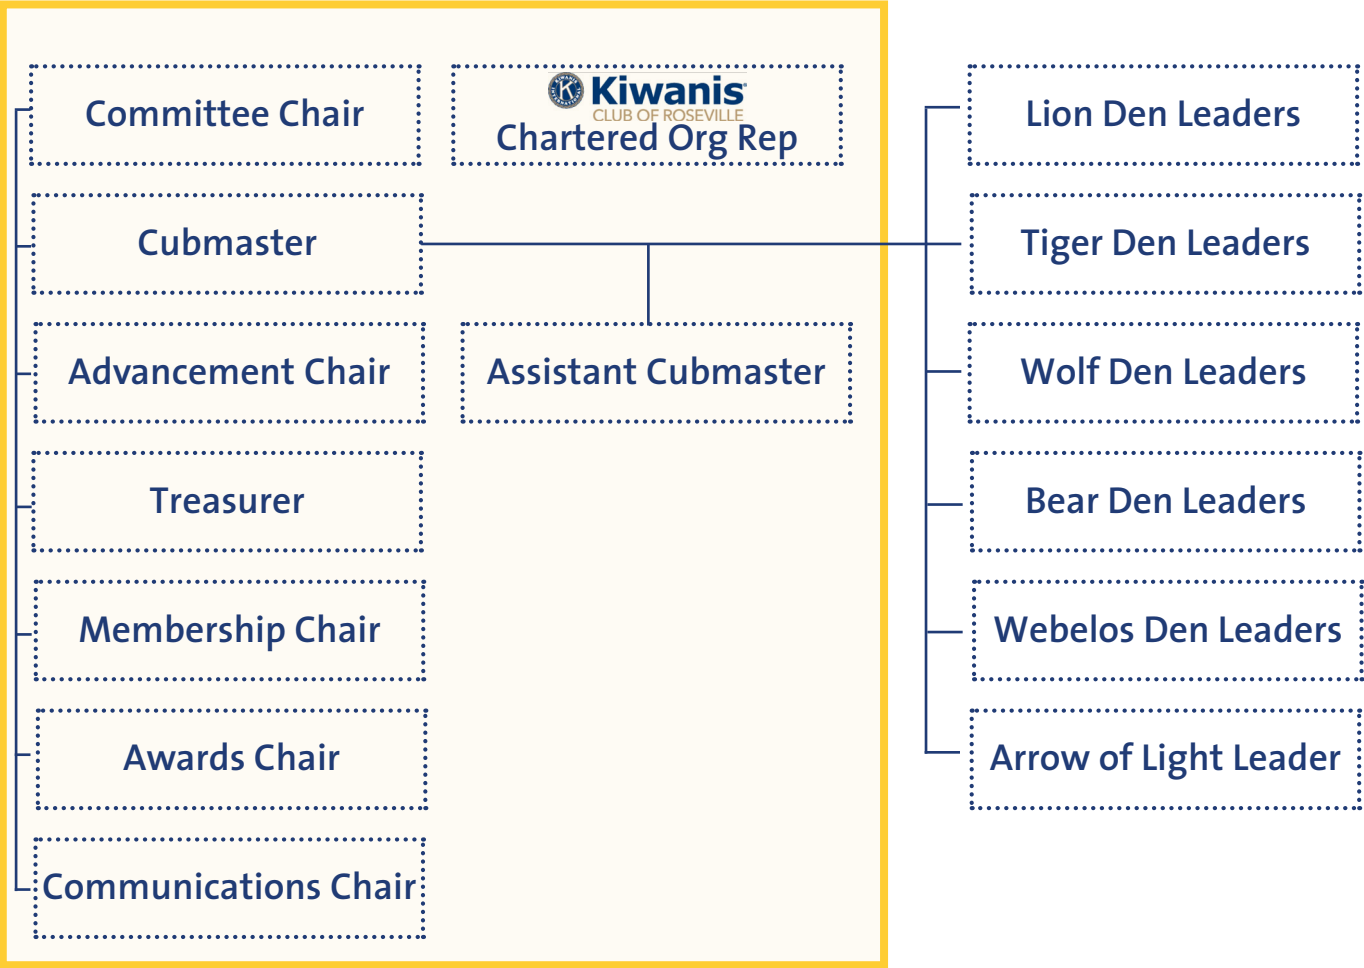 Committee Chair
Kiwanis
CLUB OF ROSEVILLE
Chartered Org Rep
Lion Den Leaders
Cubmaster
Tiger Den Leaders
Advancement Chair
Assistant Cubmaster
Wolf Den Leaders
Treasurer
Bear Den Leaders
Membership Chair
Webelos Den Leaders
Awards Chair
Arrow of Light Leader
Communications Chair